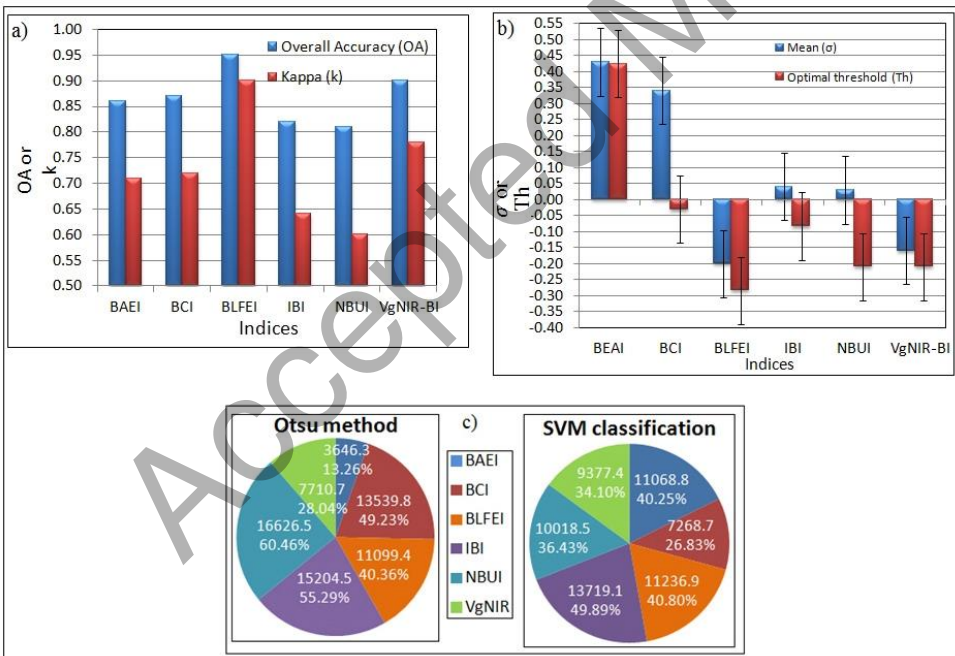 a)
1.00
0.95
0.90
0.85
0.80
0.75
0.70
0.65
0.60
0.55
0.50
OA or
k
Overall Accuracy (OA)
Kappa (k)
BAEI BCI BLFEI IBI NBUI VgNIR-BI
Indices
b)
0.55
0.50
0.45
0.40
0.35
0.30
0.25
0.20
0.15
0.10
0.05
-0.05
-0.10
-0.15
-0.20
-0.25
-0.30
-0.35
-0.40
σ or
Th
Mean (σ)
Optimal threshold (Th)
BEAI BCI BLFEI IBI NBUI VgNIR-BI
Indices
c)
Otsu method
3646.3
13.26%
13539.8
49.23%
11099.4
40.36%
15204.5
55.29%
16626.5
60.46%
7710.7
28.04%
BAEI
BCI
BLFEI
IBI
NBUI
VgNIR
SVM classification
11068.8
40.25%
7268.7
26.83%
11236.9
40.80%
13719.1
49.89%
10018.5
36.43%
9377.4
34.10%
Accepted